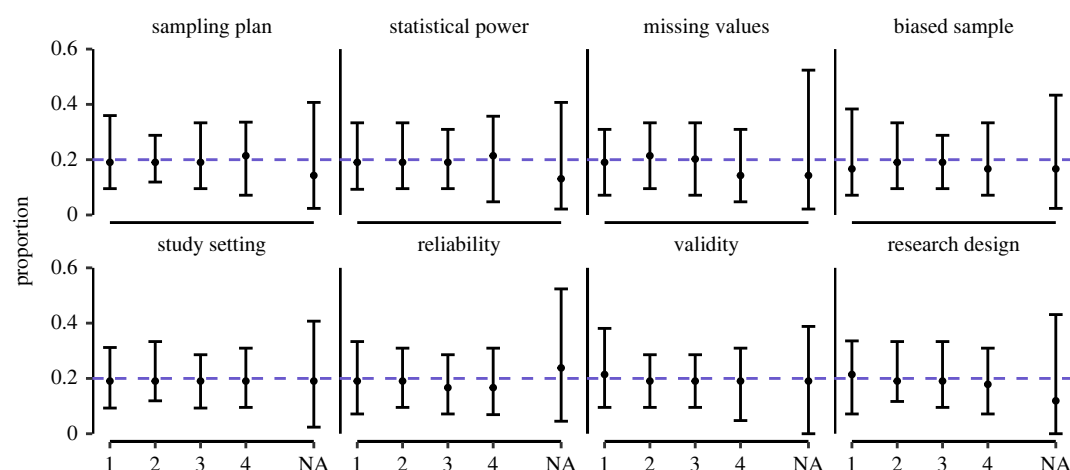 sampling plan statistical power missing values biased sample
0.6
0.4
0.2
0
proportion
study setting reliability validity research design
0.6
0.4
0.2
0
1 2 3 4 NA 1 2 3 4 NA 1 2 3 4 NA 1 2 3 4 NA